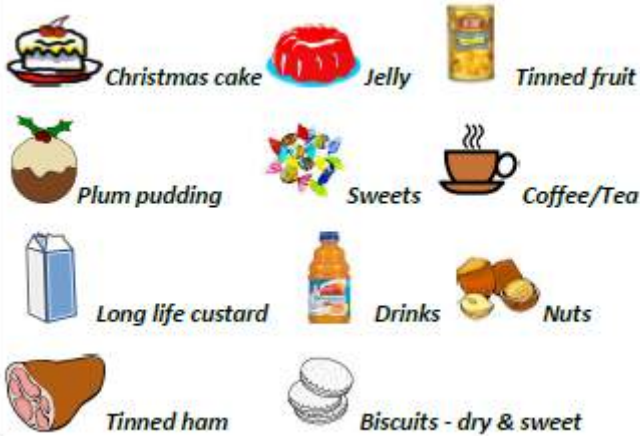 Christmas cake
Jelly
Tinned fruit
Plum pudding
Sweets
Coffee/Tea
Long life custard
Drinks
Nuts
Tinned ham
Biscuits - dry & sweet